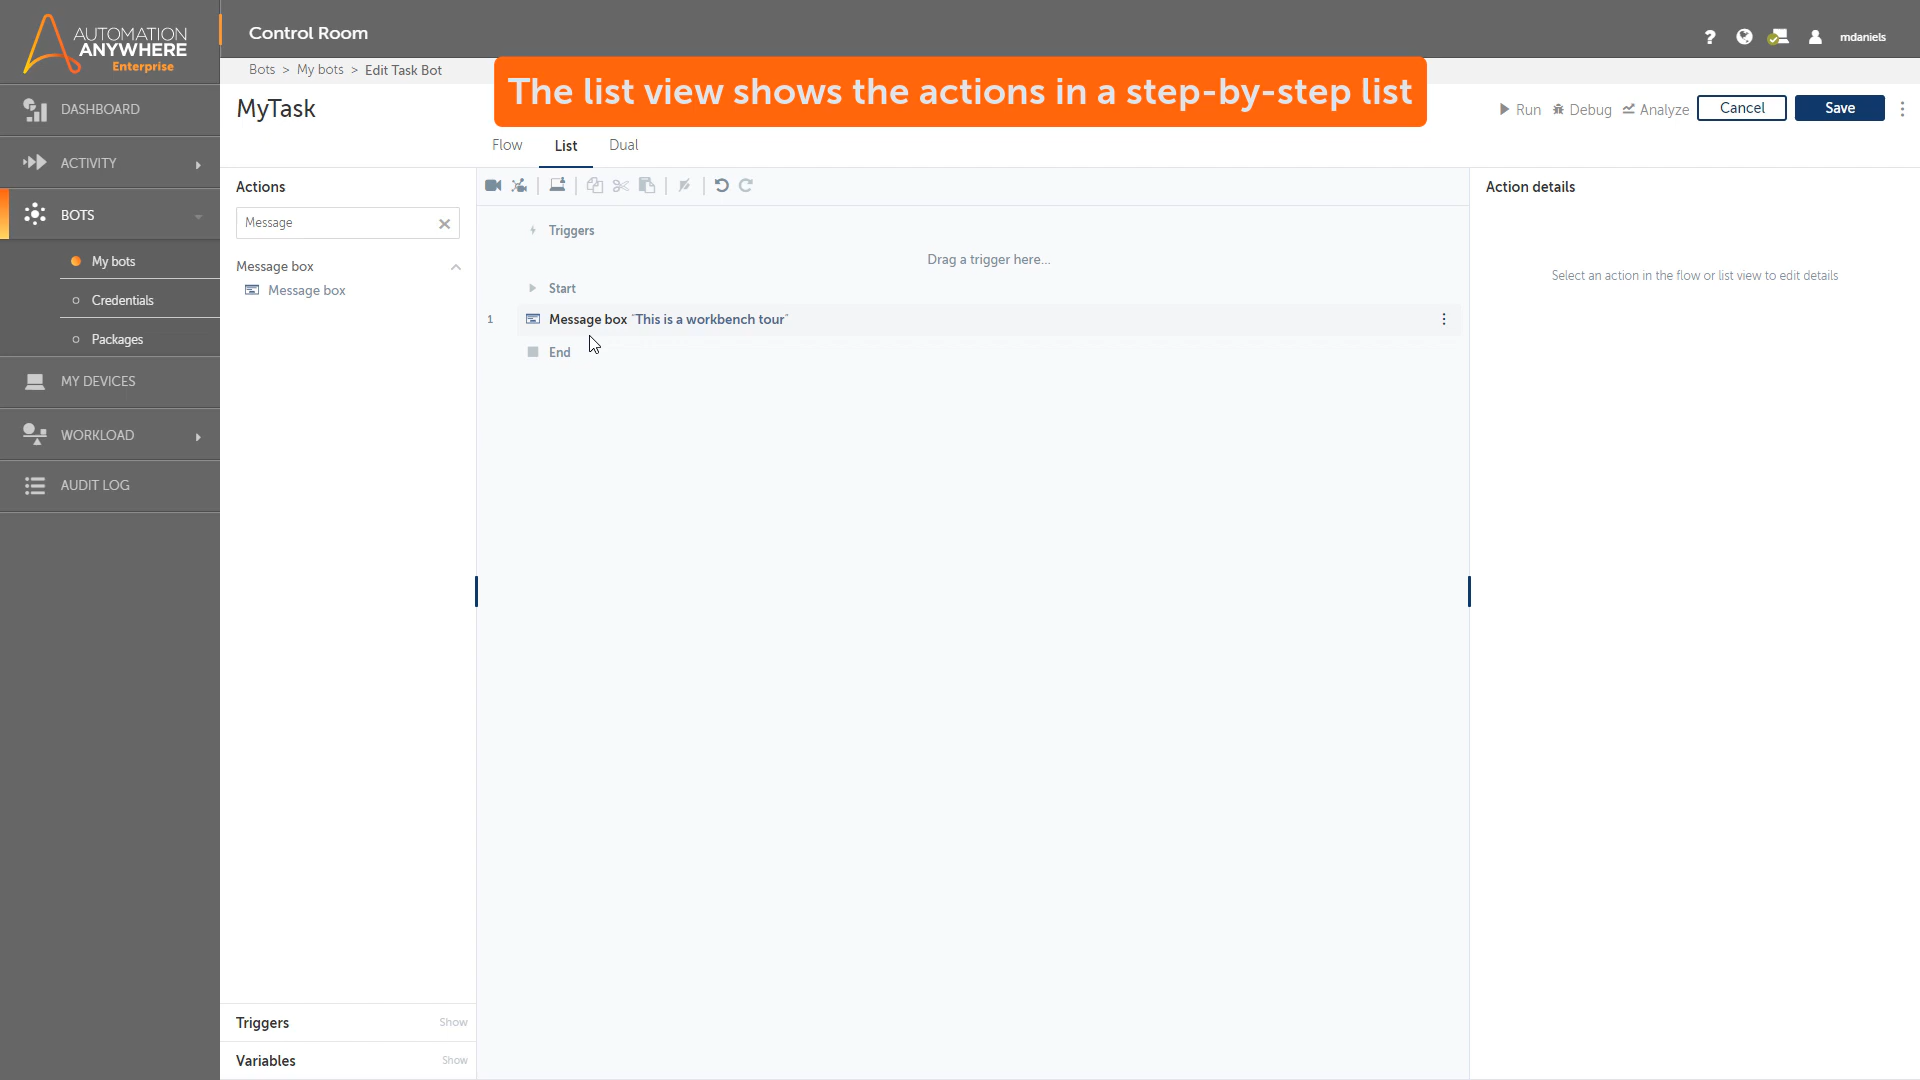 AUTOMATION
ANYWHERE
Enterprise
Control Room
? mdaniels
Bots > My bots > Edit Task Bot
The list view shows the actions in a step-by-step list
MyTask
Run Debug Analyze Cancel Save
Flow List Dual
DASHBOARD
ACTIVITY
BOTS
My bots
Credentials
Packages
MY DEVICES
WORKLOAD
AUDIT LOG
Actions
Message
Message box
Message box
Triggers Show
Variables Show
Triggers
Drag a trigger here...
Start
1 Message box "This is a workbench tour"
End
Action details
Select an action in the flow or list view to edit details